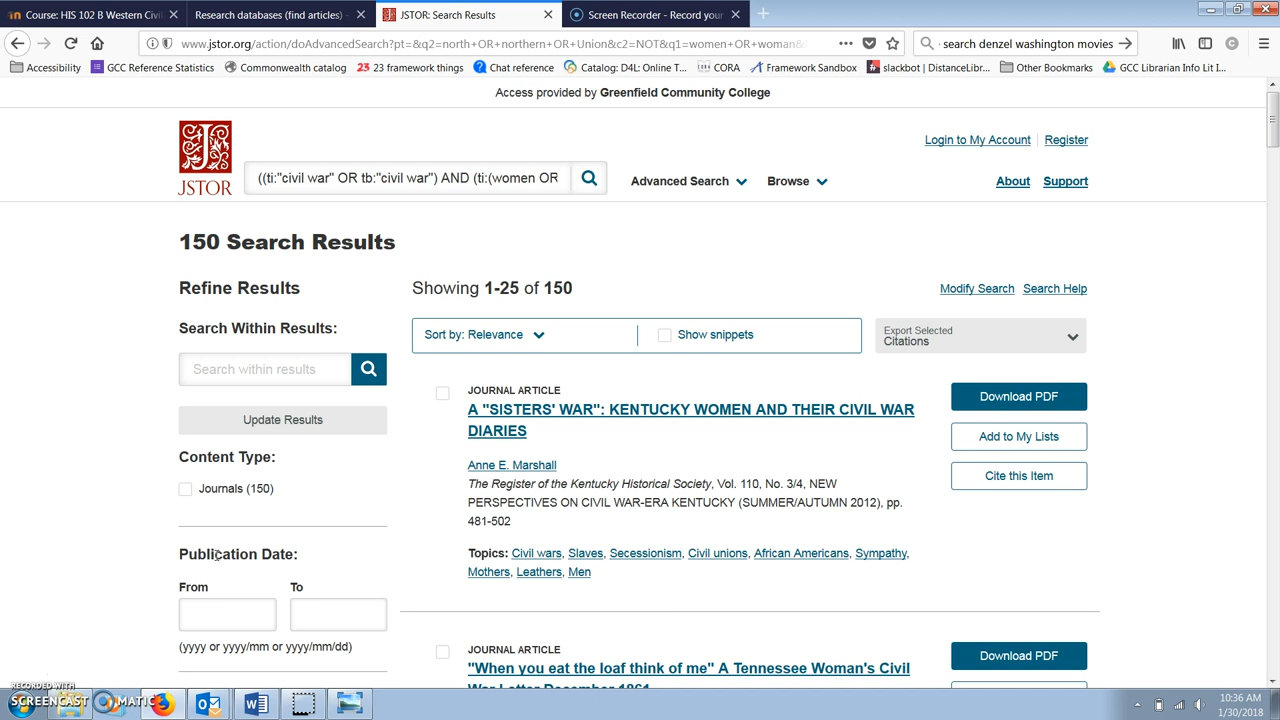 Course: HIS 102 B Western Civi
Research databases (find articles) -
JSTOR: Search Results
Screen Recorder - Record your
www.jstor.org/action/doAdvancedSearch?pt=&q2=north+OR+northern+OR+Union&c2=NOT&q1=women+OR+woman&
search denzel washington movies
Accessibility
GCC Reference Statistics
Commonwealth catalog
23 framework things
Chat reference
Catalog: D4L: Online T...
CORA
Framework Sandbox
slackbot | DistanceLibr...
Other Bookmarks
GCC Librarian Info Lit I...
Access provided by Greenfield Community College
Login to My Account
Register
JSTOR
((ti:"civil war" OR tb:"civil war") AND (ti:(women OR
Advanced Search
Browse
About
Support
150 Search Results
Refine Results
Showing 1-25 of 150
Modify Search
Search Help
Search Within Results:
Search within results
Update Results
Sort by: Relevance
Show snippets
Export Selected
Citations
Content Type:
Journals (150)
Publication Date:
From
To
(yyyy or yyyy/mm or yyyy/mm/dd)
JOURNAL ARTICLE
A "SISTERS' WAR": KENTUCKY WOMEN AND THEIR CIVIL WAR
DIARIES
Anne E. Marshall
The Register of the Kentucky Historical Society, Vol. 110, No. 3/4, NEW
PERSPECTIVES ON CIVIL WAR-ERA KENTUCKY (SUMMER/AUTUMN 2012), pp.
481-502
Topics: Civil wars, Slaves, Secessionism, Civil unions, African Americans, Sympathy,
Mothers, Leathers, Men
Download PDF
Add to My Lists
Cite this Item
JOURNAL ARTICLE
"When you eat the loaf think of me" A Tennessee Woman's Civil
War Letter December 1861
Download PDF
RECORDED WITH
SCREENCAST MATIC
10:36 AM
1/30/2018